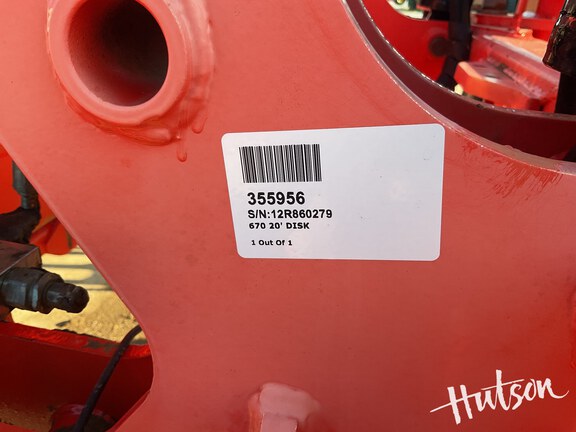 355956
S/N:12R860279
670 20' DISK
1 Out Of 1
Hutson